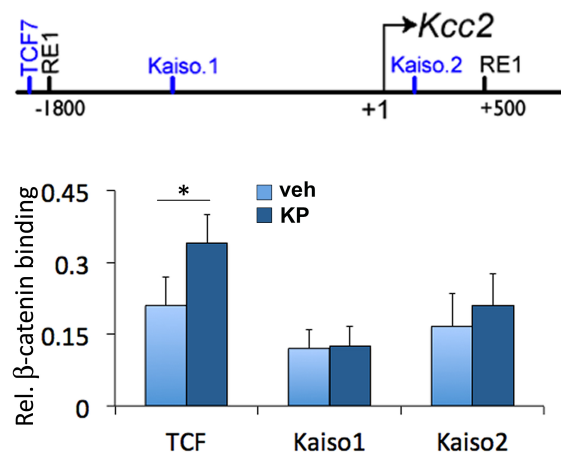 TCF7
RE1
Kaiso.1
Kcc2
Kaiso.2
RE1
-1800
+1
+500
Rel. β-catenin binding
0.45
0.3
0.15
0
*
veh
KP
TCF
Kaiso1
Kaiso2